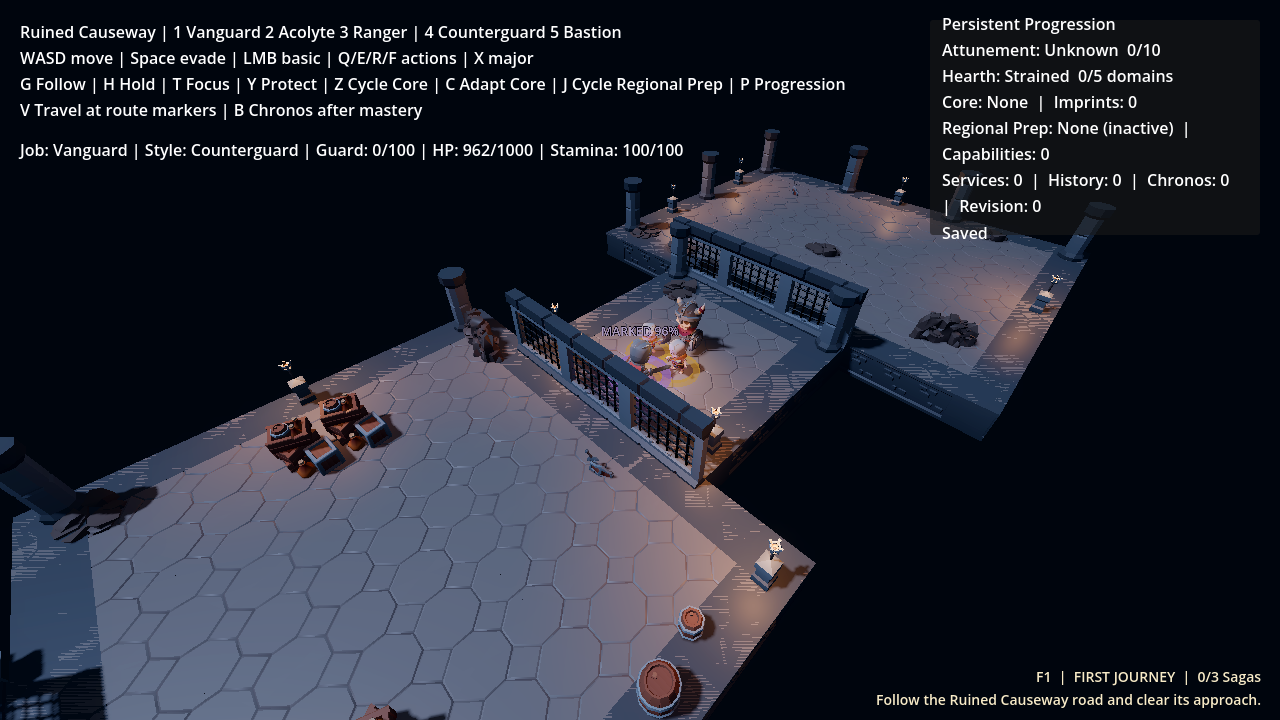 Ruined Causeway | 1 Vanguard 2 Acolyte 3 Ranger | 4 Counterguard 5 Bastion
WASD move | Space evade | LMB basic | Q/E/R/F actions | X major
G Follow | H Hold | T Focus | Y Protect | Z Cycle Core | C Adapt Core | J Cycle Regional Prep | P Progression
V Travel at route markers | B Chronos after mastery
Job: Vanguard | Style: Counterguard | Guard: 0/100 | HP: 962/1000 | Stamina: 100/100
Persistent Progression
Attunement: Unknown 0/10
Hearth: Strained 0/5 domains
Core: None | Imprints: 0
Regional Prep: None (inactive) |
Capabilities: 0
Services: 0 | History: 0 | Chronos: 0
| Revision: 0
Saved
MARKED 96%
F1 | FIRST JOURNEY | 0/3 Sagas
Follow the Ruined Causeway road and clear its approach.